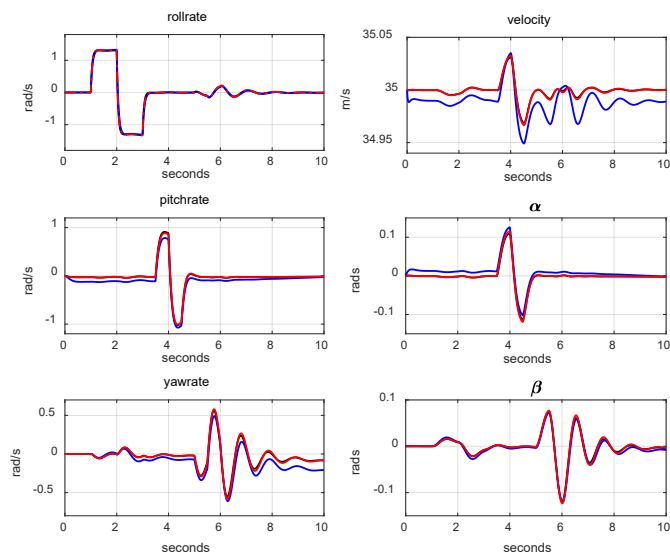 rollrate
rad/s
1
0
-1
0 2 4 6 8 10
seconds
velocity
m/s
35.05
35
34.95
0 2 4 6 8 10
seconds
pitchrate
rad/s
1
0
-1
0 2 4 6 8 10
seconds
α
rads
0.1
0
-0.1
0 2 4 6 8 10
seconds
yawrate
rad/s
0.5
0
-0.5
0 2 4 6 8 10
seconds
β
rads
0.1
0
-0.1
0 2 4 6 8 10
seconds